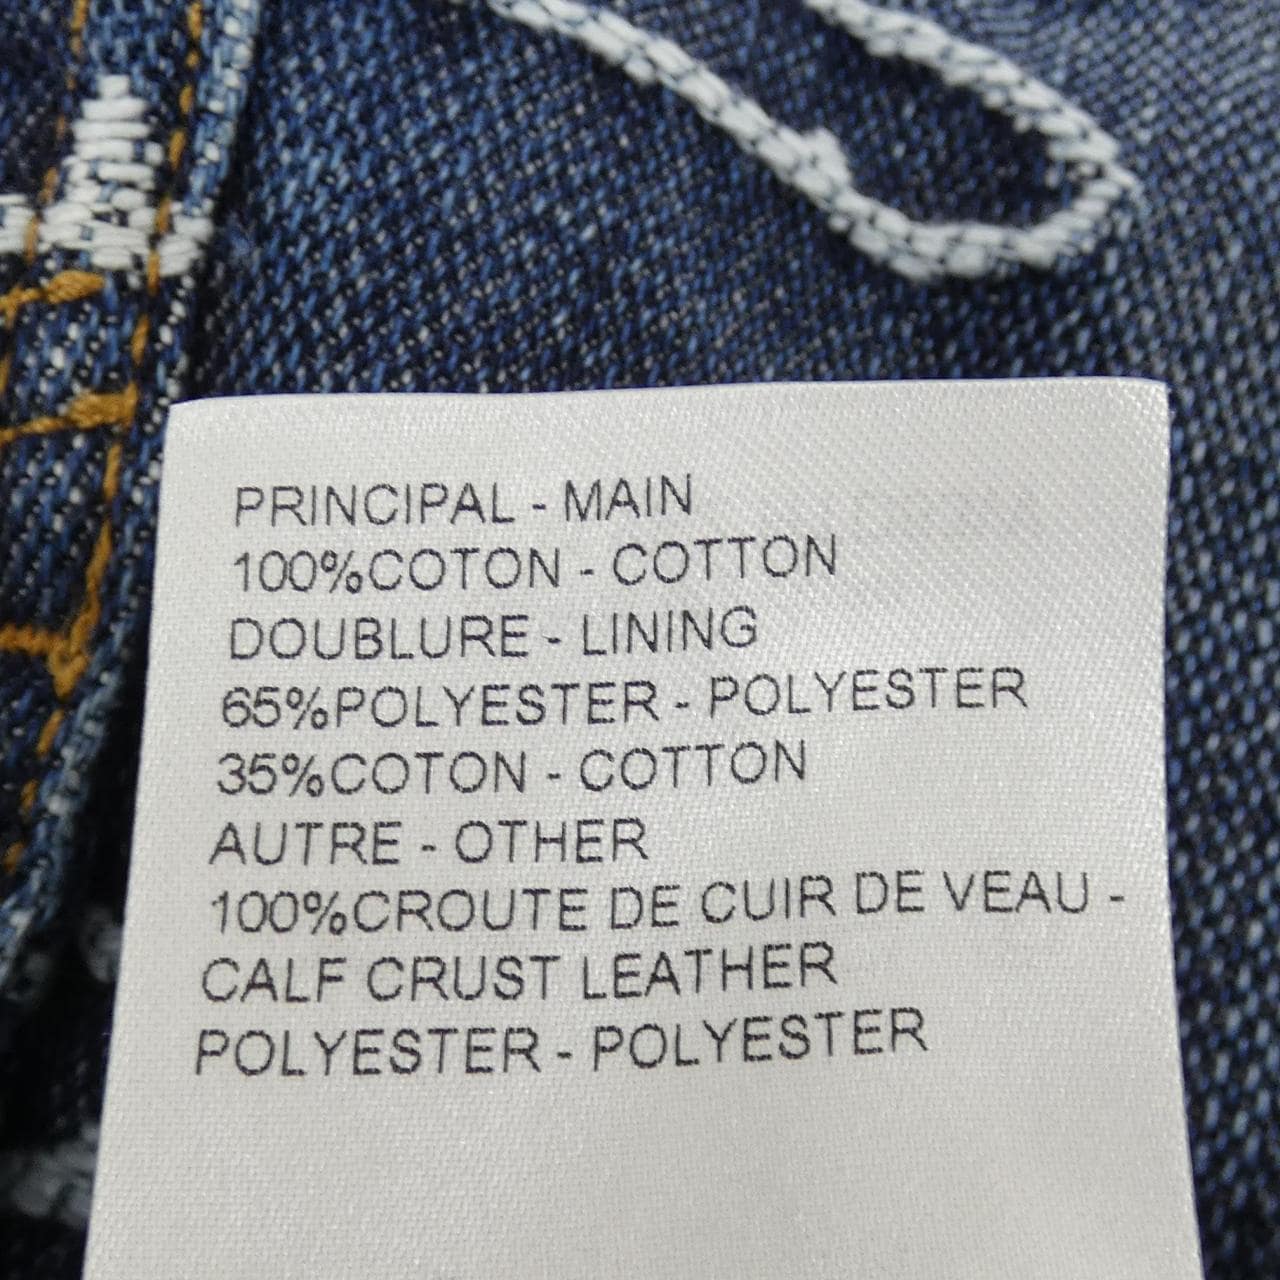 PRINCIPAL - MAIN
100%COTON - COTTON
DOUBLURE - LINING
65%POLYESTER - POLYESTER
35%COTON - COTTON
AUTRE - OTHER
100%CROUTE DE CUIR DE VEAU -
CALF CRUST LEATHER
POLYESTER - POLYESTER